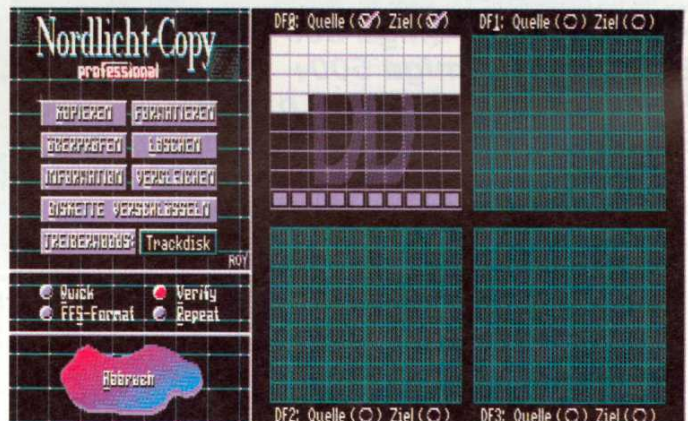 Nordlicht-Copy
professional
KOPIEREN
FORMATIEREN
ÜBERPRÜFEN
LÖSCHEN
INFORMATION
VERGLEICHEN
DISKETTE VERSCHLÜSSELN
TREIBERMODUS:
Trackdisk
ROY
Quick
Verify
FFS-Format
Repeat
Abbruch
DF0: Quelle ( ) Ziel ( )
DF1: Quelle ( ) Ziel ( )
DF2: Quelle ( ) Ziel ( )
DF3: Quelle ( ) Ziel ( )